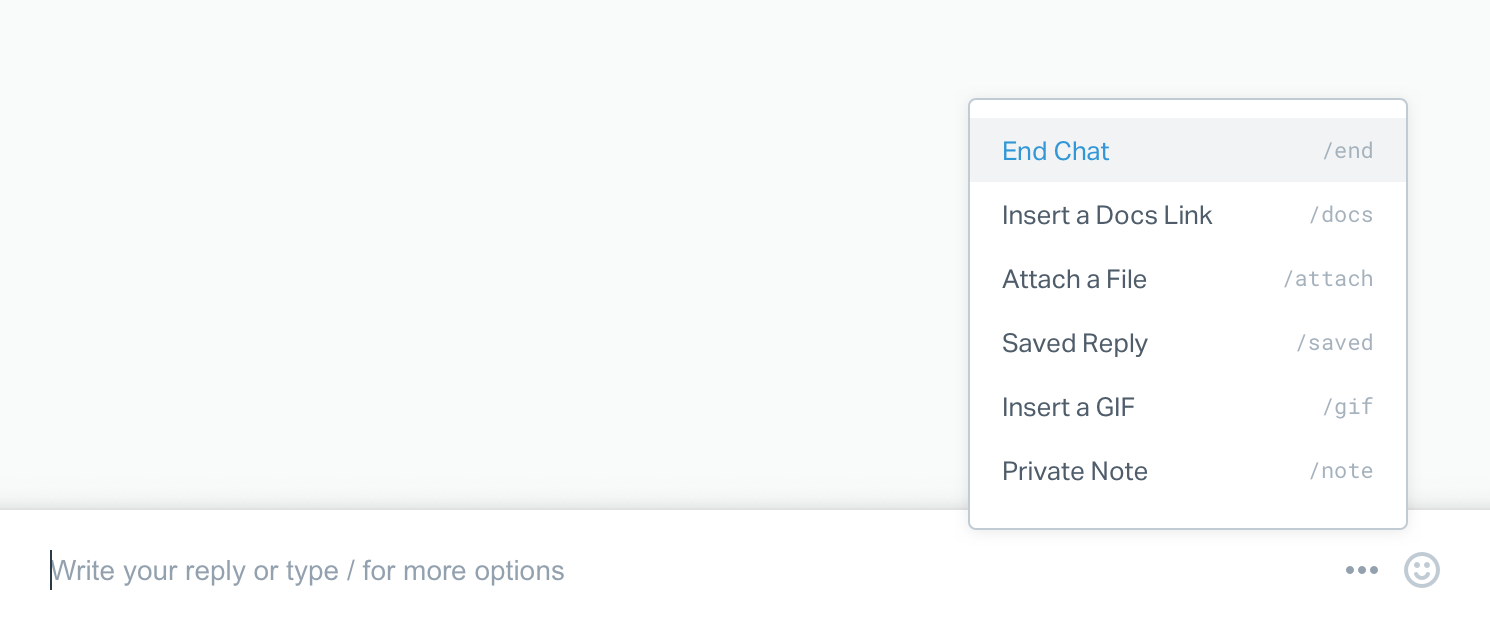 End Chat /end
Insert a Docs Link /docs
Attach a File /attach
Saved Reply /saved
Insert a GIF /gif
Private Note /note
Write your reply or type / for more options